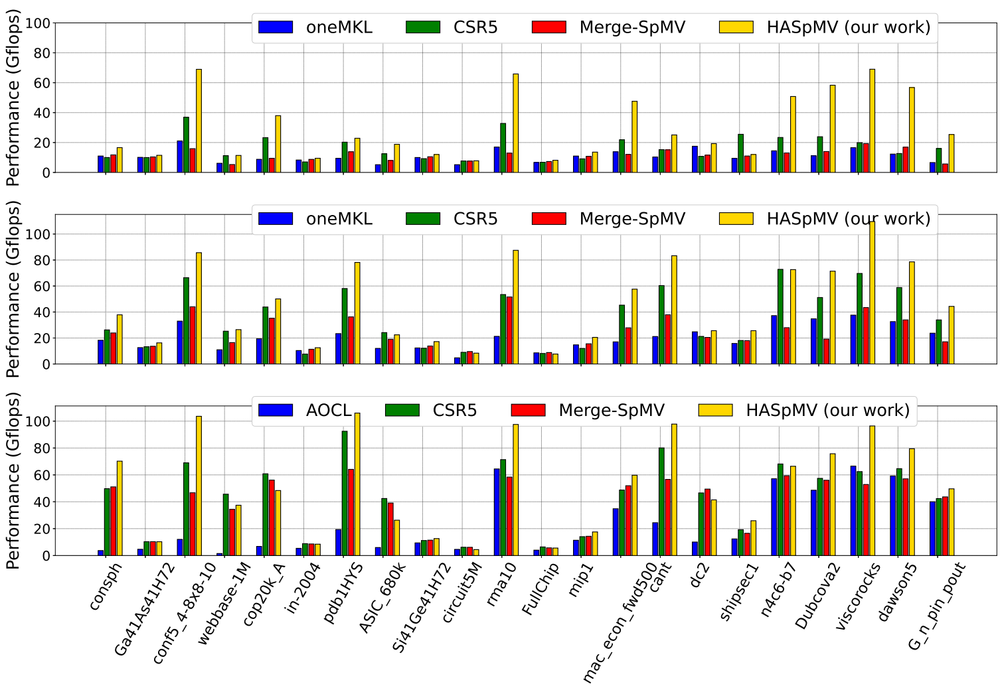 Performance (Gflops)
100
80
60
40
20
0
oneMKL CSR5 Merge-SpMV HASpMV (our work)
Performance (Gflops)
100
80
60
40
20
0
oneMKL CSR5 Merge-SpMV HASpMV (our work)
Performance (Gflops)
100
80
60
40
20
0
AOCL CSR5 Merge-SpMV HASpMV (our work)
consph
Ga41As41H72
conf5_4-8x8-10
webbase-1M
cop20k_A
in-2004
pdb1HYS
ASIC_680k
Si41Ge41H72
circuit5M
rma10
FullChip
mip1
mac_econ_fwd500
cant
dc2
shipsec1
n4c6-b7
Dubcova2
viscorocks
dawson5
G_n_pin_pout